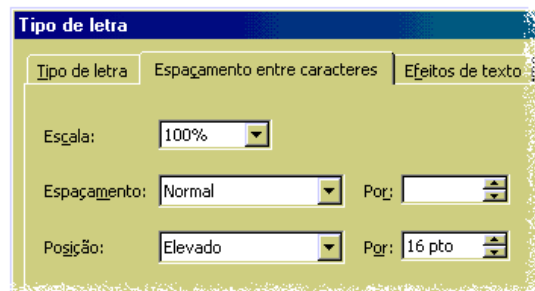 Tipo de letra
Tipo de letra Espaçamento entre caracteres Efeitos de texto
Escala: 100%
Espaçamento: Normal Por:
Posição: Elevado Por: 16 pto